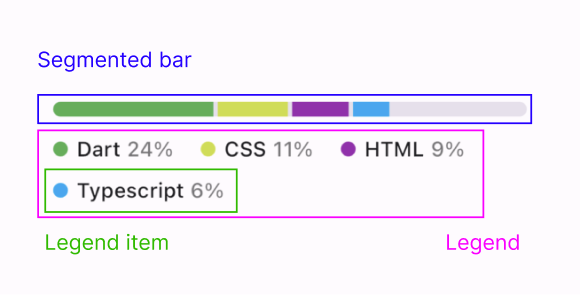 Segmented bar
Dart 24% CSS 11% HTML 9%
Typescript 6%
Legend item Legend